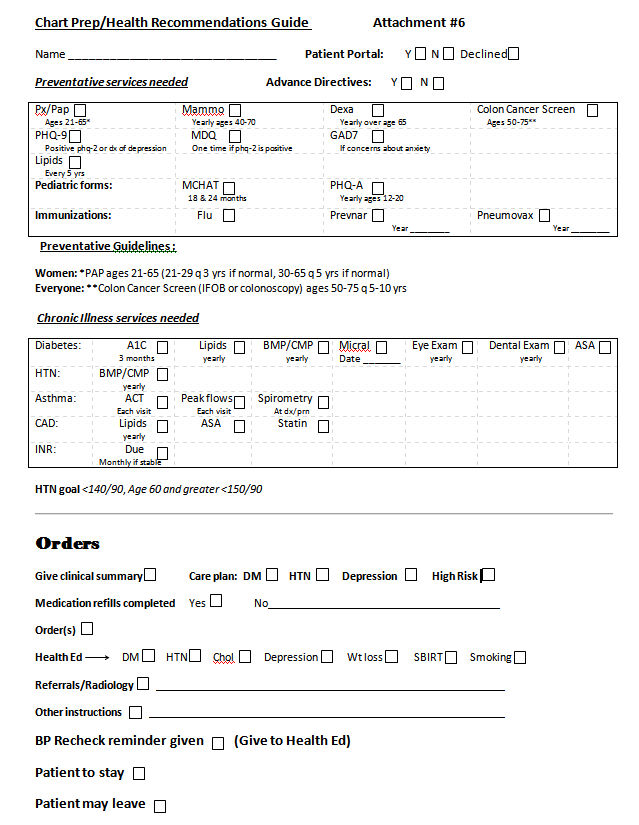 Chart Prep/Health Recommendations Guide Attachment #6
Name ______________________________ Patient Portal: Y☐ N☐ Declined☐
Preventative services needed Advance Directives: Y☐ N☐
Px/Pap ☐ Mammo ☐ Dexa ☐ Colon Cancer Screen ☐
Ages 21-65* Yearly ages 40-70 Yearly over age 65 Ages 50-75**
PHQ-9☐ MDQ ☐ GAD7 ☐
Positive phq-2 or dx of depression One time if phq-2 is positive If concerns about anxiety
Lipids ☐
Every 5 yrs
Pediatric forms: MCHAT ☐ PHQ-A ☐
18 & 24 months Yearly ages 12-20
Immunizations: Flu ☐ Prevnar ☐ Pneumovax ☐
Year ________ Year ________
Preventative Guidelines:
Women: *PAP ages 21-65 (21-29 q 3 yrs if normal, 30-65 q 5 yrs if normal)
Everyone: **Colon Cancer Screen (IFOB or colonoscopy) ages 50-75 q 5-10 yrs
Chronic Illness services needed
Diabetes: A1C ☐ Lipids ☐ BMP/CMP ☐ Micral ☐ Eye Exam ☐ Dental Exam ☐ ASA ☐
3 months yearly yearly Date _______ yearly yearly
HTN: BMP/CMP ☐
yearly
Asthma: ACT ☐ Peak flows☐ Spirometry ☐
Each visit Each visit At dx/prn
CAD: Lipids ☐ ASA ☐ Statin ☐
yearly
INR: Due ☐
Monthly if stable
HTN goal <140/90, Age 60 and greater <150/90
Orders
Give clinical summary☐ Care plan: DM ☐ HTN ☐ Depression ☐ High Risk ☐
Medication refills completed Yes ☐ No______________________________
Order(s) ☐
Health Ed ⟶ DM ☐ HTN☐ Chol ☐ Depression☐ Wt loss☐ SBIRT☐ Smoking☐
Referrals/Radiology ☐ ______________________________
Other instructions ☐ ______________________________
BP Recheck reminder given ☐ (Give to Health Ed)
Patient to stay ☐
Patient may leave ☐